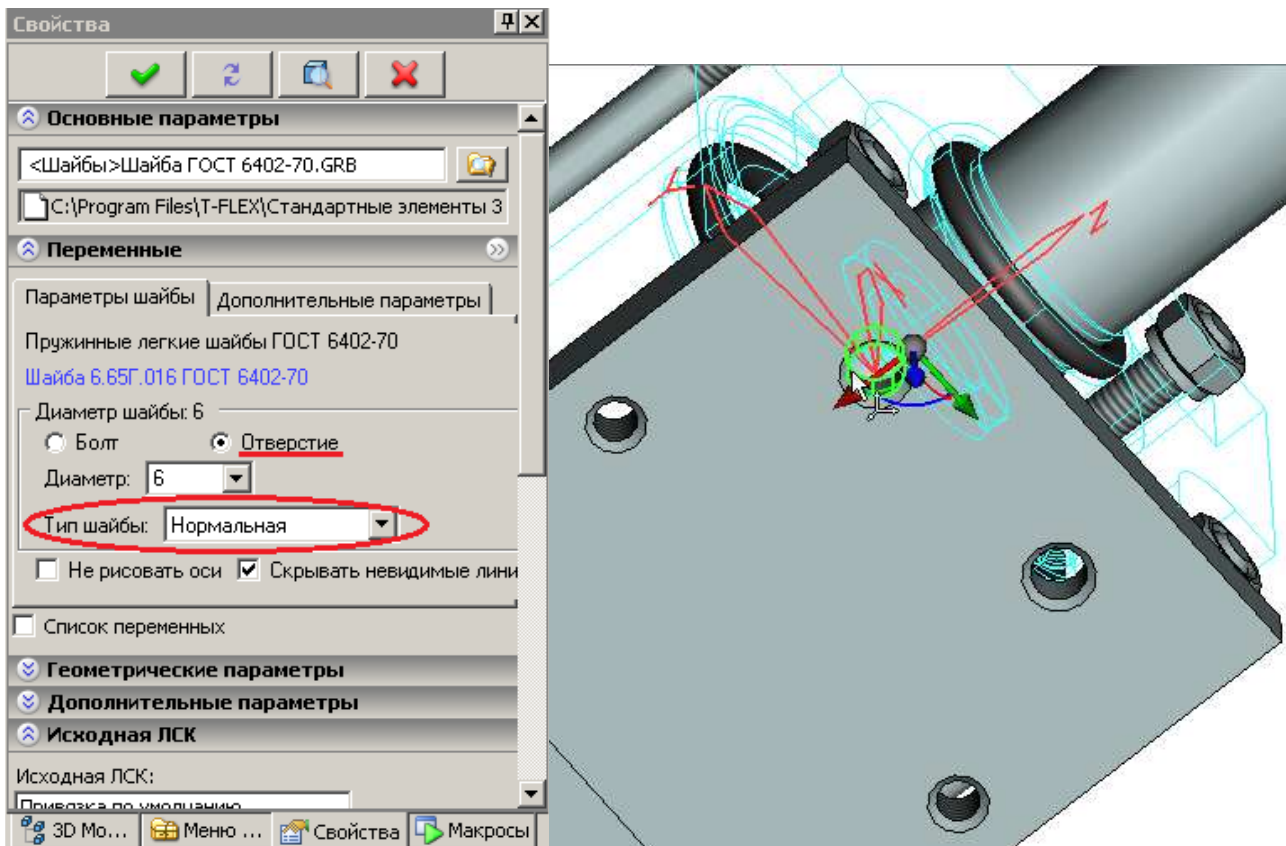 Свойства
Основные параметры
<Шайбы>Шайба ГОСТ 6402-70.GRB
C:\Program Files\T-FLEX\Стандартные элементы 3
Переменные
Параметры шайбы Дополнительные параметры
Пружинные легкие шайбы ГОСТ 6402-70
Шайба 6.65Г.016 ГОСТ 6402-70
Диаметр шайбы: 6
Болт Отверстие
Диаметр: 6
Тип шайбы: Нормальная
Не рисовать оси Скрывать невидимые лини
Список переменных
Геометрические параметры
Дополнительные параметры
Исходная ЛСК
Исходная ЛСК:
Привязка по умолчанию
3D Мо... Меню ... Свойства Макросы
Y
Z